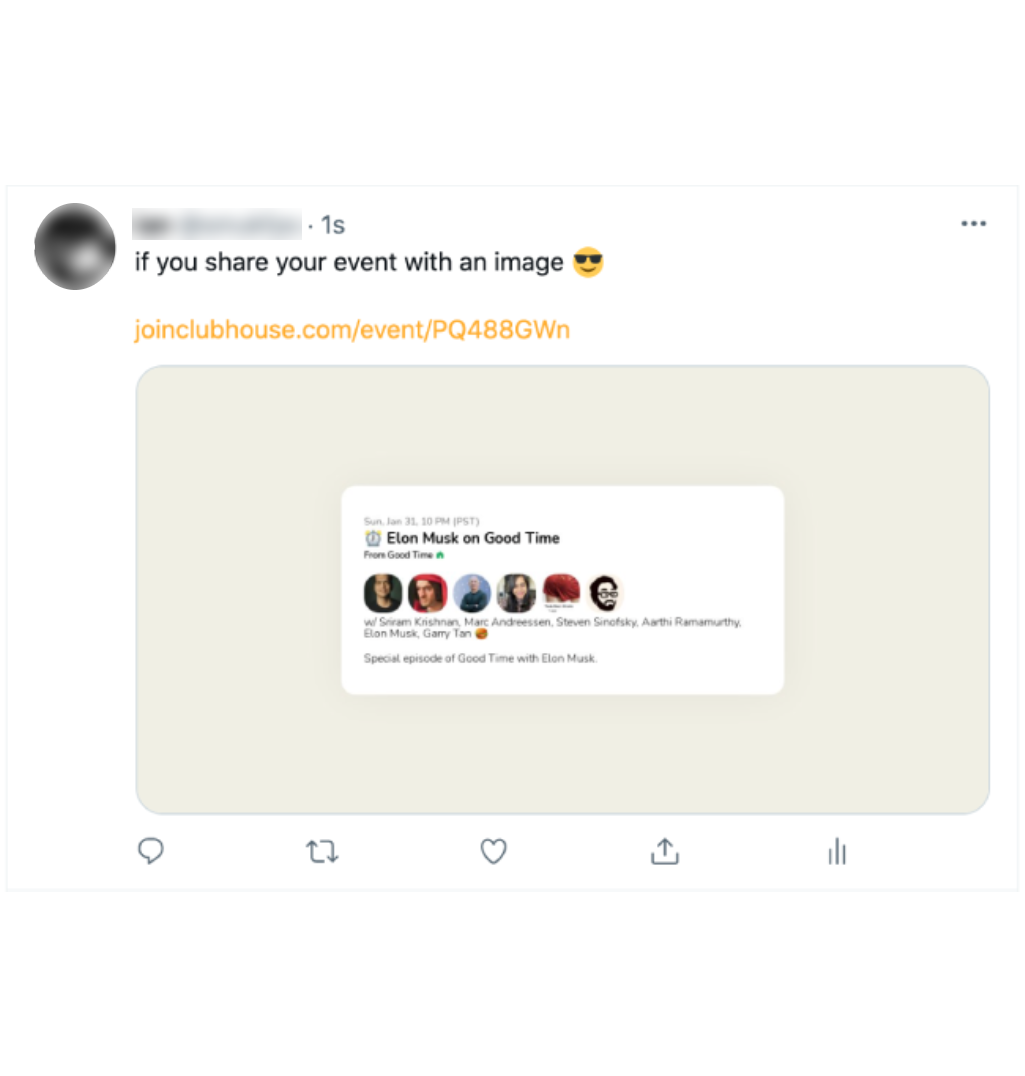 · 1s
if you share your event with an image 😎
joinclubhouse.com/event/PQ488GWn
Sun, Jan 31, 10 PM (PST)
⏰ Elon Musk on Good Time
From Good Time
w/ Sriram Krishnan, Marc Andreessen, Steven Sinofsky, Aarthi Ramamurthy,
Elon Musk, Garry Tan
Special episode of Good Time with Elon Musk.